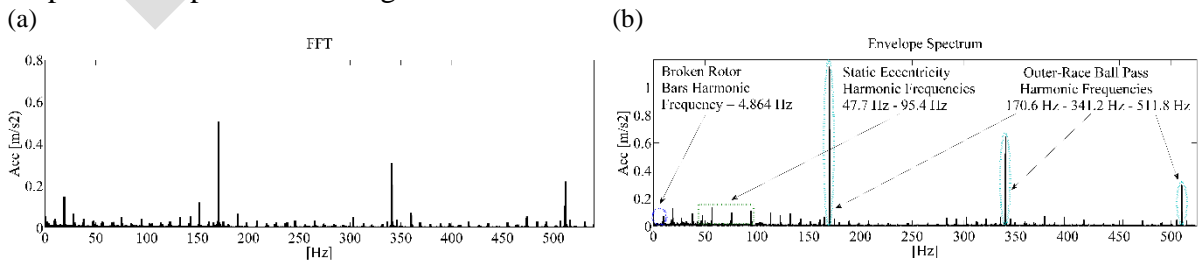 (a)
(b)
FFT
0.8
0.6
0.4
0.2
0
Acc [m/s2]
0 50 100 150 200 250 300 350 400 450 500
[Hz]
Envelope Spectrum
1
0.8
0.6
0.4
0.2
0
Acc [m/s2]
Broken Rotor
Bars Harmonic
Frequency – 4.864 Hz
Static Eccentricity
Harmonic Frequencies
47.7 Hz - 95.4 Hz
Outer-Race Ball Pass
Harmonic Frequencies
170.6 Hz - 341.2 Hz - 511.8 Hz
0 50 100 150 200 250 300 350 400 450 500
[Hz]